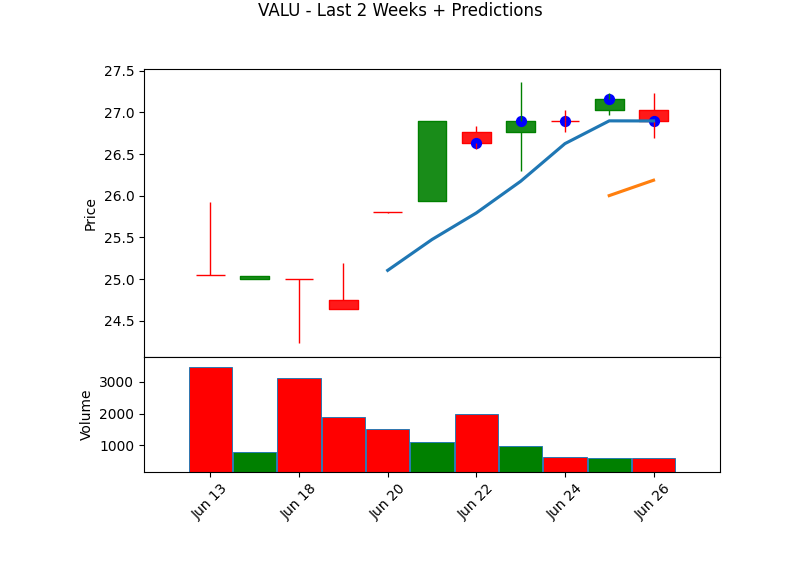 VALU - Last 2 Weeks + Predictions
27.5
27.0
26.5
26.0
25.5
25.0
24.5
Price
3000
2000
1000
Volume
Jun 13
Jun 18
Jun 20
Jun 22
Jun 24
Jun 26